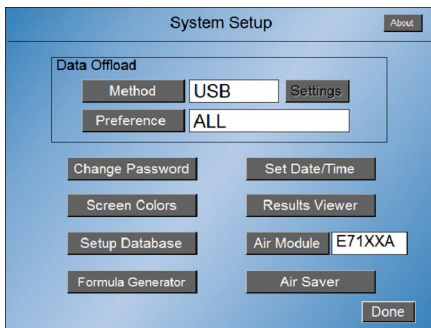 System Setup
About
Data Offload
Method USB Settings
Preference ALL
Change Password Set Date/Time
Screen Colors Results Viewer
Setup Database Air Module E71XXA
Formula Generator Air Saver
Done